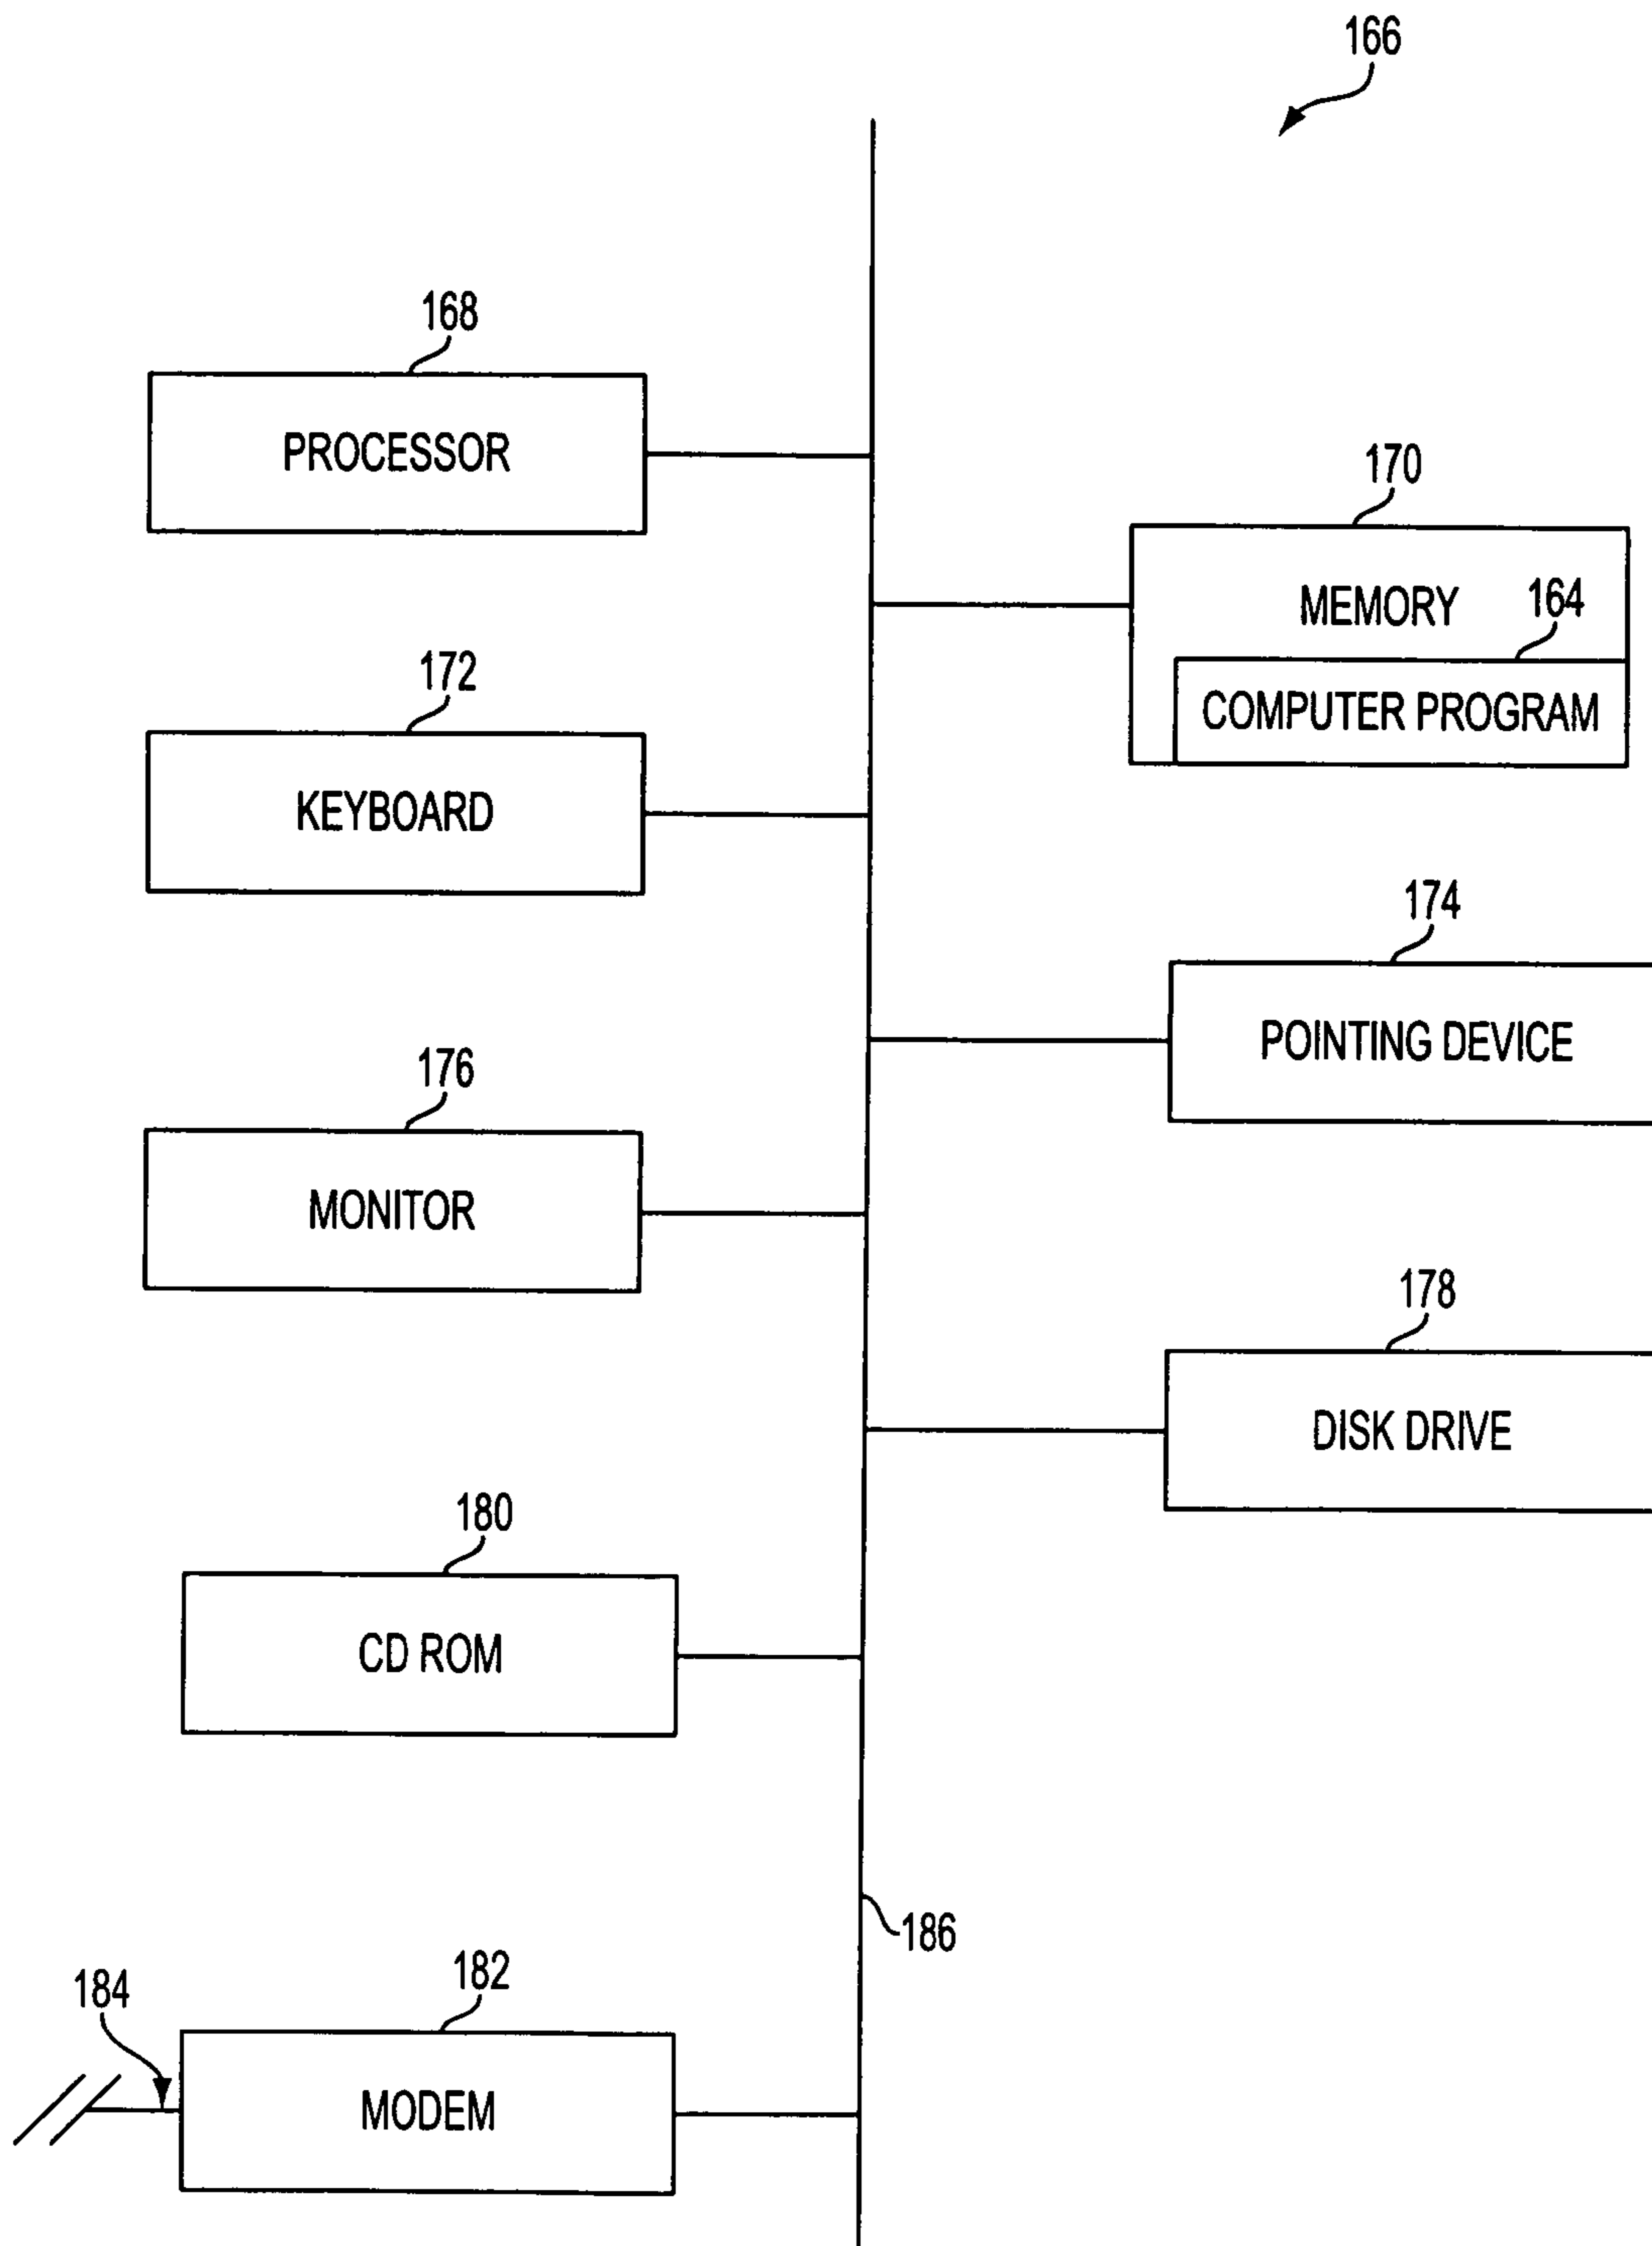 166
168
PROCESSOR
170
MEMORY
164
COMPUTER PROGRAM
172
KEYBOARD
174
POINTING DEVICE
176
MONITOR
178
DISK DRIVE
180
CD ROM
186
184
182
MODEM